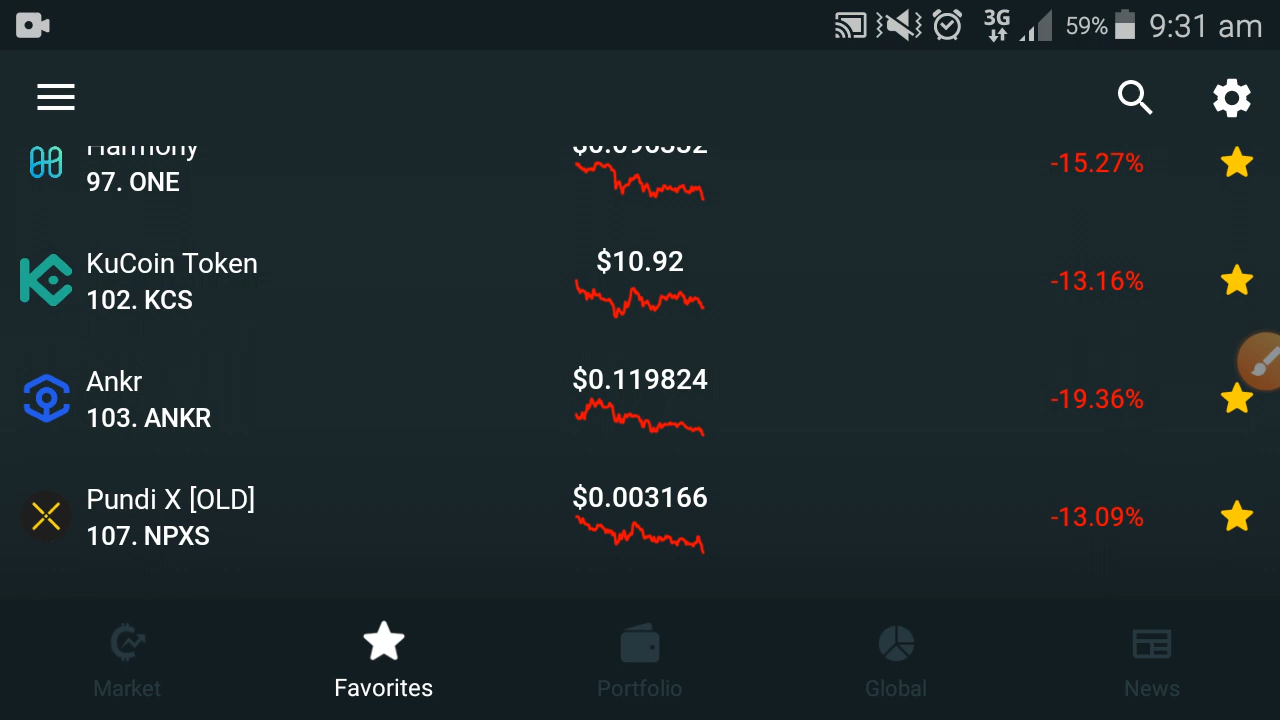 3G 59% 9:31 am
Harmony
97. ONE
-15.27%
KuCoin Token
102. KCS
$10.92
-13.16%
Ankr
103. ANKR
$0.119824
-19.36%
Pundi X [OLD]
107. NPXS
$0.003166
-13.09%
Market
Favorites
Portfolio
Global
News